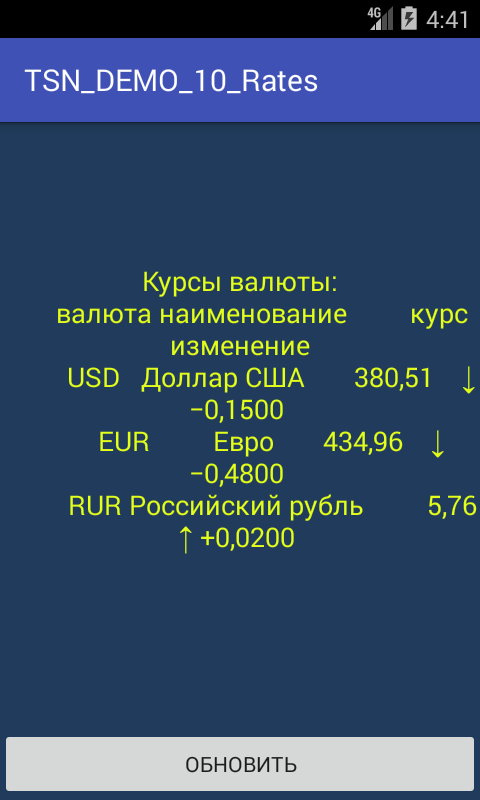 4G 4:41
TSN_DEMO_10_Rates
Курсы валюты:
валюта наименование курс
изменение
USD Доллар США 380,51 ↓
−0,1500
EUR Евро 434,96 ↓
−0,4800
RUR Российский рубль 5,76
↑ +0,0200
ОБНОВИТЬ